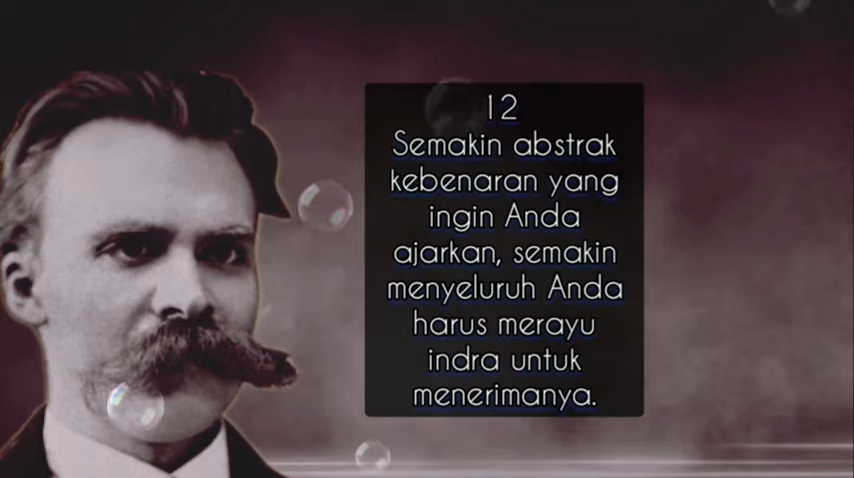 12
Semakin abstrak
kebenaran yang
ingin Anda
ajarkan, semakin
menyeluruh Anda
harus merayu
indra untuk
menerimanya.